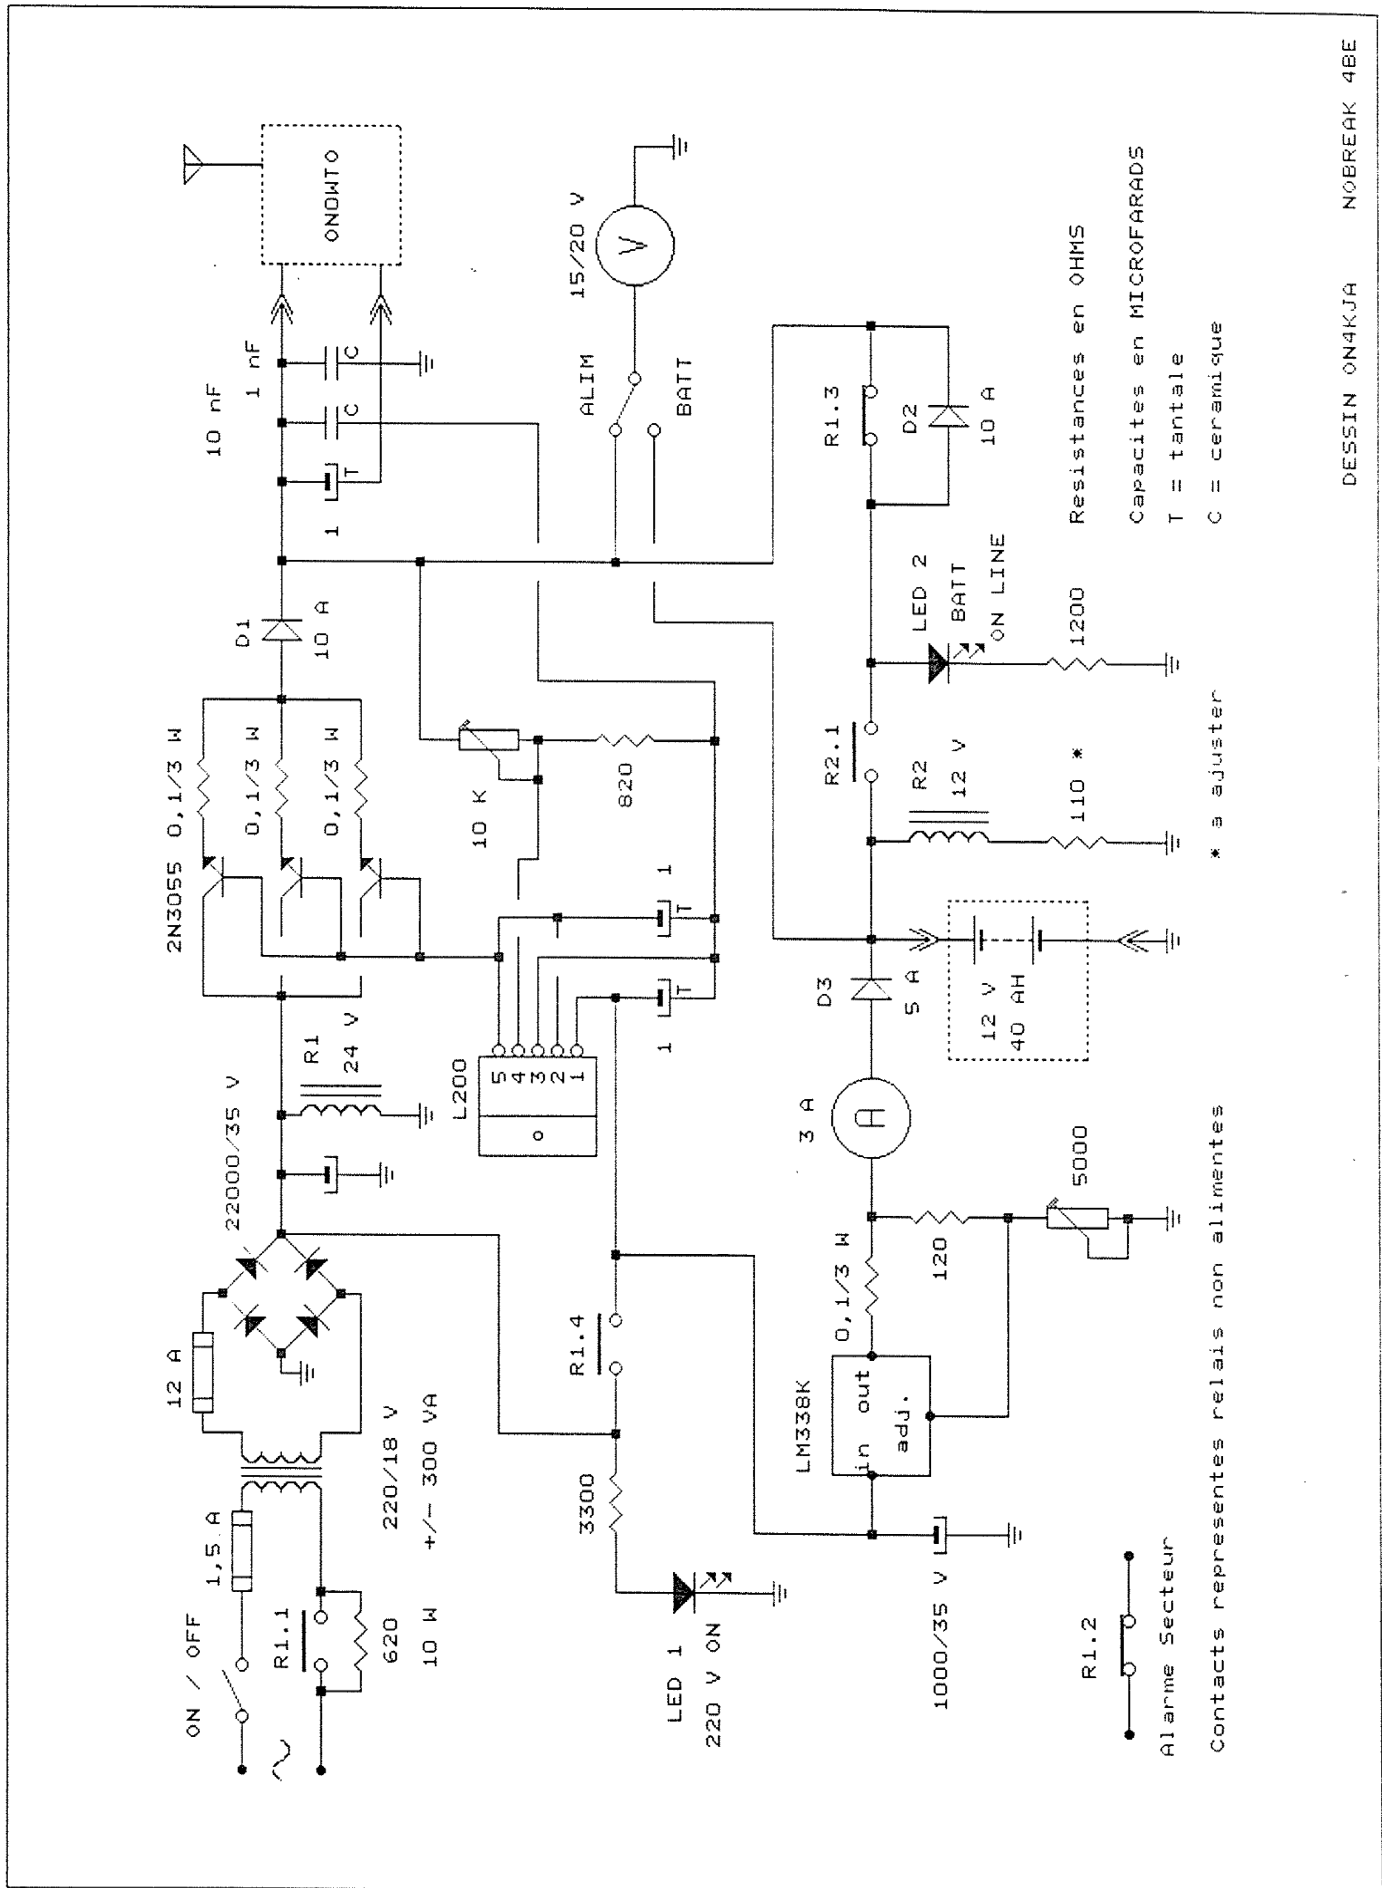 ON / OFF
1,5 A
12 A
R1.1
620
10 W
220/18 V
+/- 300 VA
22000/35 V
R1
24 V
2N3055
0,1/3 W
0,1/3 W
0,1/3 W
D1
10 A
10 nF
1 nF
1
T
C
C
ON0WTO
15/20 V
V
ALIM
BATT
10 K
820
L200
5
4
3
2
1
1
T
1
T
R1.4
3300
LED 1
220 V ON
LM338K
in
out
adj.
0,1/3 W
120
5000
1000/35 V
3 A
A
D3
5 A
12 V
40 AH
R2.1
R2
12 V
110 *
LED 2
BATT
ON LINE
1200
R1.3
D2
10 A
R1.2
Alarme Secteur
Contacts representes relais non alimentes
* a ajuster
Resistances en OHMS
Capacites en MICROFARADS
T = tantale
C = ceramique
DESSIN ON4KJA NOBREAK 4BE